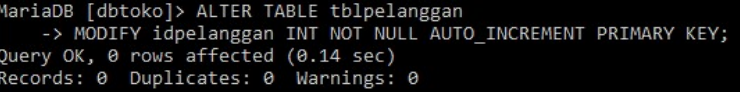 MariaDB [dbtoko]> ALTER TABLE tblpelanggan
    -> MODIFY idpelanggan INT NOT NULL AUTO_INCREMENT PRIMARY KEY;
Query OK, 0 rows affected (0.14 sec)
Records: 0  Duplicates: 0  Warnings: 0